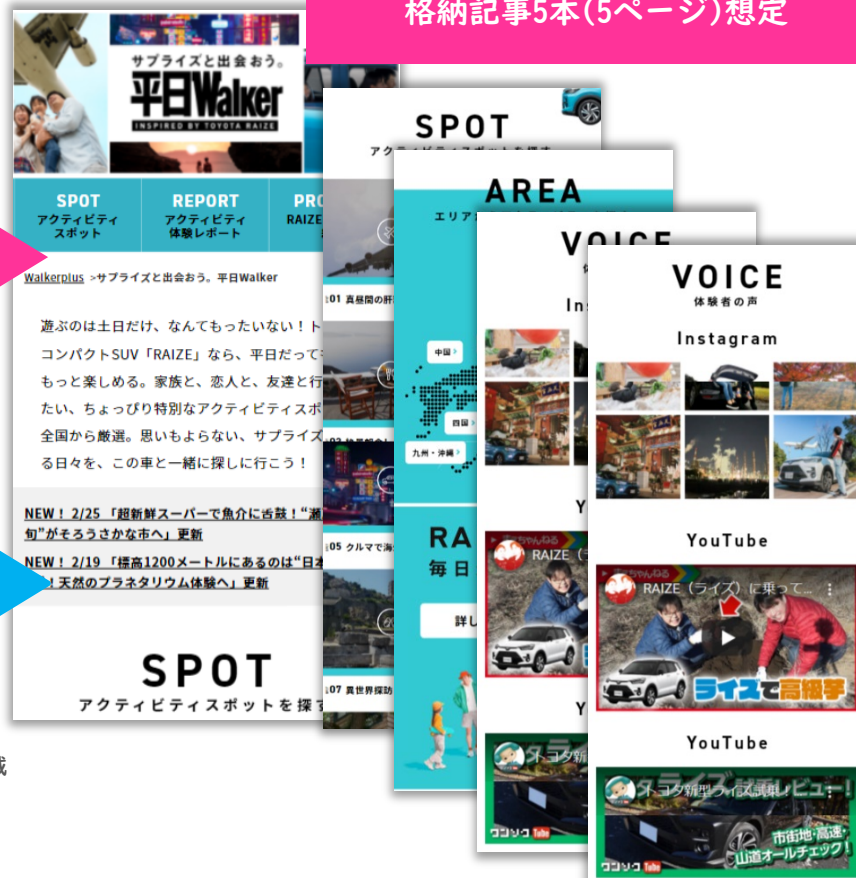 格納記事5本(5ページ)想定
サプライズと出会おう。
平日Walker
INSPIRED BY TOYOTA RAIZE
SPOT
アクティビティ
スポット
REPORT
アクティビティ
体験レポート
PRO
RAIZE
Walkerplus >サプライズと出会おう。平日Walker
遊ぶのは土日だけ、なんてもったいない！ト
コンパクトSUV「RAIZE」なら、平日だって
もっと楽しめる。家族と、恋人と、友達と行
たい、ちょっぴり特別なアクティビティスポ
全国から厳選。思いもよらない、サプライズ
る日々を、この車と一緒に探しに行こう！
NEW！ 2/25 「超新鮮スーパーで魚介に舌鼓！“瀬
旬”がそろうさかな市へ」更新
NEW！ 2/19 「標高1200メートルにあるのは“日本
！天然のプラネタリウム体験へ」更新
SPOT
アクティビティスポットを探す
載
SPOT
01 真昼間の肝
05 クルマで海
07 異世界探訪
AREA
エリア
中国
四国
九州・沖縄
RA
毎日
詳し
VOICE
In
Y
RAIZE（
Y
トヨタ新
ワンソク Tube
VOICE
体験者の声
Instagram
YouTube
RAIZE（ライズ）に乗って...
ライズで高級芋
YouTube
トヨタ新型ライズ試乗レビュー！
市街地・高速・
山道オールチェック！
ワンソク Tube